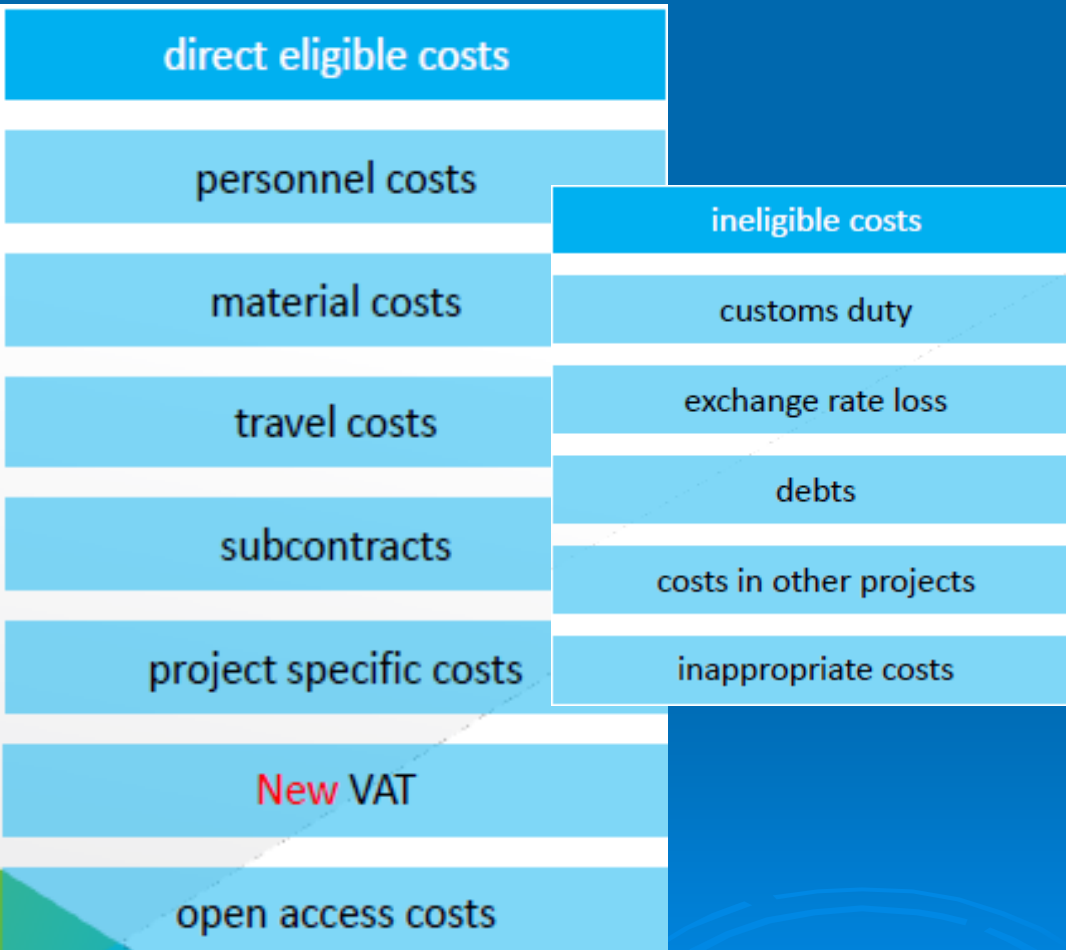 direct eligible costs
personnel costs
material costs
travel costs
subcontracts
project specific costs
New VAT
open access costs
ineligible costs
customs duty
exchange rate loss
debts
costs in other projects
inappropriate costs